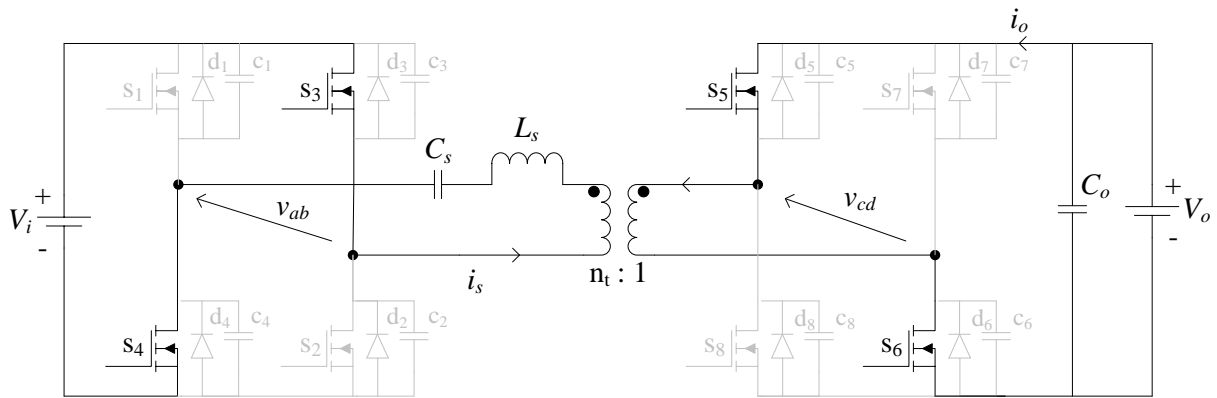 i_o
s_1 d_1 c_1
s_3 d_3 c_3
s_5 d_5 c_5
s_7 d_7 c_7
L_s
C_s
+ V_i -
v_ab
v_cd
C_o
+ V_o -
i_s
n_t : 1
s_4 d_4 c_4
s_2 d_2 c_2
s_8 d_8 c_8
s_6 d_6 c_6